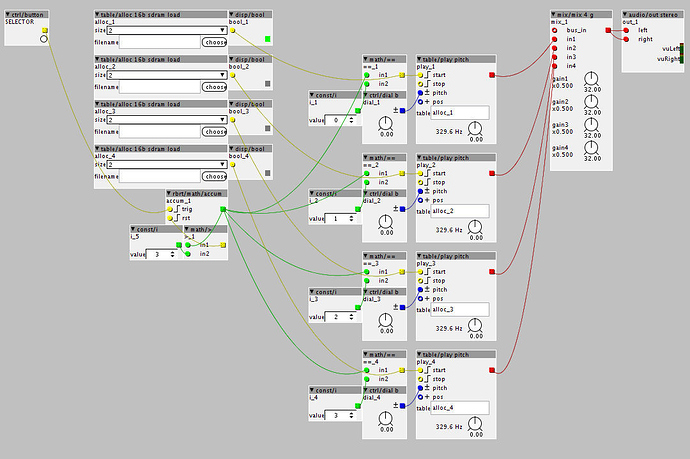 ctrl/button
SELECTOR
table/alloc 16b sdram load
alloc_1
size 2
filename
choose
disp/bool
bool_1
table/alloc 16b sdram load
alloc_2
size 2
filename
choose
disp/bool
bool_2
table/alloc 16b sdram load
alloc_3
size 2
filename
choose
disp/bool
bool_3
table/alloc 16b sdram load
alloc_4
size 2
filename
choose
disp/bool
bool_4
rbrt/math/accum
accum_1
trig
rst
const/i
i_5
value 3
math/>
>_1
in1
in2
const/i
i_1
value 0
math/==
==_1
in1
in2
ctrl/dial b
dial_1
±
0.00
table/play pitch
play_1
start
stop
± pitch
+ pos
table alloc_1
329.6 Hz
0.00
const/i
i_2
value 1
math/==
==_2
in1
in2
ctrl/dial b
dial_2
±
0.00
table/play pitch
play_2
start
stop
± pitch
+ pos
table alloc_2
329.6 Hz
0.00
const/i
i_3
value 2
math/==
==_3
in1
in2
ctrl/dial b
dial_3
±
0.00
table/play pitch
play_3
start
stop
± pitch
+ pos
table alloc_3
329.6 Hz
0.00
const/i
i_4
value 3
math/==
==_4
in1
in2
ctrl/dial b
dial_4
±
0.00
table/play pitch
play_4
start
stop
± pitch
+ pos
table alloc_4
329.6 Hz
0.00
mix/mix 4 g
mix_1
bus_in
in1
in2
in3
in4
gain1
x0.500
32.00
gain2
x0.500
32.00
gain3
x0.500
32.00
gain4
x0.500
32.00
audio/out stereo
out_1
left
right
vuLeft
vuRight